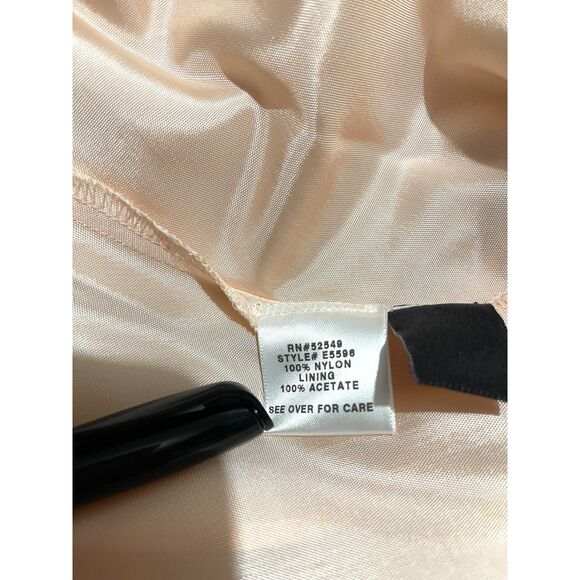 RN#52549
STYLE# E5596
100% NYLON
LINING
100% ACETATE
SEE OVER FOR CARE